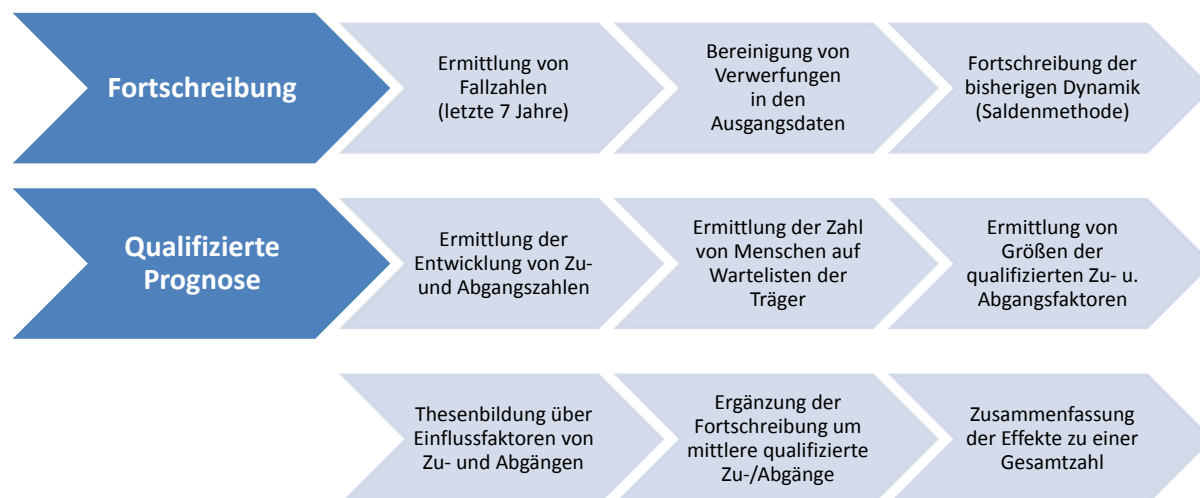 Fortschreibung
Ermittlung von
Fallzahlen
(letzte 7 Jahre)
Bereinigung von
Verwerfungen
in den
Ausgangsdaten
Fortschreibung der
bisherigen Dynamik
(Saldenmethode)
Qualifizierte
Prognose
Ermittlung der
Entwicklung von Zu-
und Abgangszahlen
Ermittlung der Zahl
von Menschen auf
Wartelisten der
Träger
Ermittlung von
Größen der
qualifizierten Zu- u.
Abgangsfaktoren
Thesenbildung über
Einflussfaktoren von
Zu- und Abgängen
Ergänzung der
Fortschreibung um
mittlere qualifizierte
Zu-/Abgänge
Zusammenfassung
der Effekte zu einer
Gesamtzahl